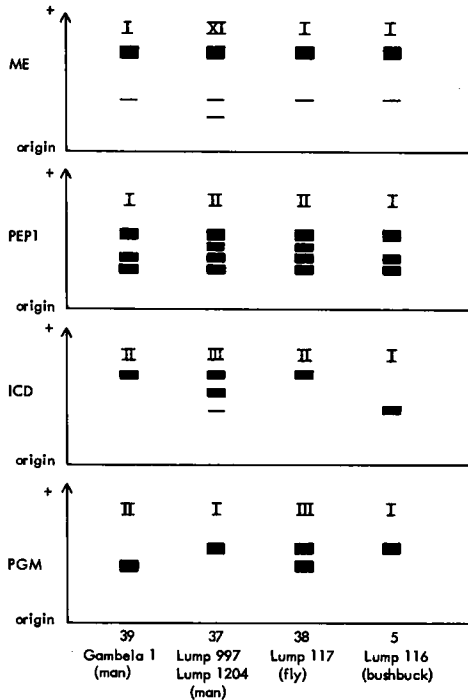 +
I XI I I
ME
origin
+
I II II I
PEP1
origin
+
II III II I
ICD
origin
+
II I III I
PGM
origin
39 37 38 5
Gambela 1 Lump 997 Lump 117 Lump 116
(man) Lump 1204 (fly) (bushbuck)
(man)